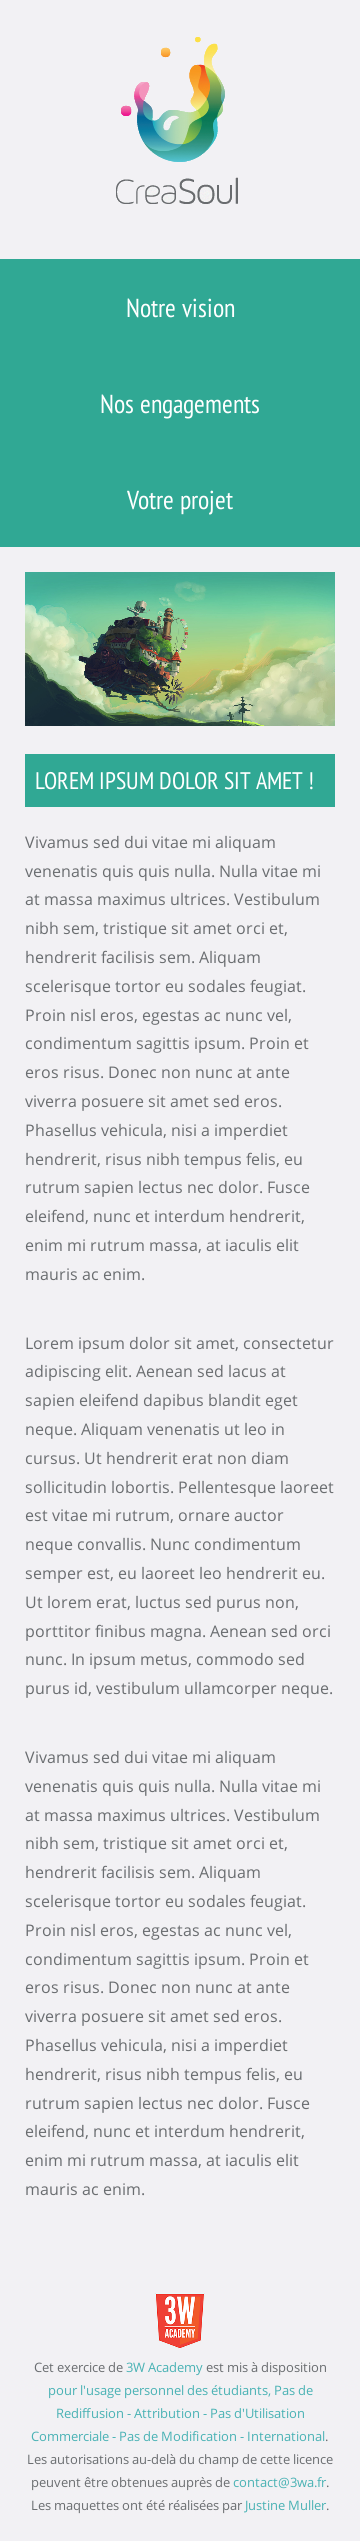 CreaSoul
Notre vision
Nos engagements
Votre projet
LOREM IPSUM DOLOR SIT AMET !
Vivamus sed dui vitae mi aliquam
venenatis quis quis nulla. Nulla vitae mi
at massa maximus ultrices. Vestibulum
nibh sem, tristique sit amet orci et,
hendrerit facilisis sem. Aliquam
scelerisque tortor eu sodales feugiat.
Proin nisl eros, egestas ac nunc vel,
condimentum sagittis ipsum. Proin et
eros risus. Donec non nunc at ante
viverra posuere sit amet sed eros.
Phasellus vehicula, nisi a imperdiet
hendrerit, risus nibh tempus felis, eu
rutrum sapien lectus nec dolor. Fusce
eleifend, nunc et interdum hendrerit,
enim mi rutrum massa, at iaculis elit
mauris ac enim.
Lorem ipsum dolor sit amet, consectetur
adipiscing elit. Aenean sed lacus at
sapien eleifend dapibus blandit eget
neque. Aliquam venenatis ut leo in
cursus. Ut hendrerit erat non diam
sollicitudin lobortis. Pellentesque laoreet
est vitae mi rutrum, ornare auctor
neque convallis. Nunc condimentum
semper est, eu laoreet leo hendrerit eu.
Ut lorem erat, luctus sed purus non,
porttitor finibus magna. Aenean sed orci
nunc. In ipsum metus, commodo sed
purus id, vestibulum ullamcorper neque.
Vivamus sed dui vitae mi aliquam
venenatis quis quis nulla. Nulla vitae mi
at massa maximus ultrices. Vestibulum
nibh sem, tristique sit amet orci et,
hendrerit facilisis sem. Aliquam
scelerisque tortor eu sodales feugiat.
Proin nisl eros, egestas ac nunc vel,
condimentum sagittis ipsum. Proin et
eros risus. Donec non nunc at ante
viverra posuere sit amet sed eros.
Phasellus vehicula, nisi a imperdiet
hendrerit, risus nibh tempus felis, eu
rutrum sapien lectus nec dolor. Fusce
eleifend, nunc et interdum hendrerit,
enim mi rutrum massa, at iaculis elit
mauris ac enim.
3W
ACADEMY
Cet exercice de 3W Academy est mis à disposition
pour l'usage personnel des étudiants, Pas de
Rediffusion - Attribution - Pas d'Utilisation
Commerciale - Pas de Modification - International.
Les autorisations au-delà du champ de cette licence
peuvent être obtenues auprès de contact@3wa.fr.
Les maquettes ont été réalisées par Justine Muller.